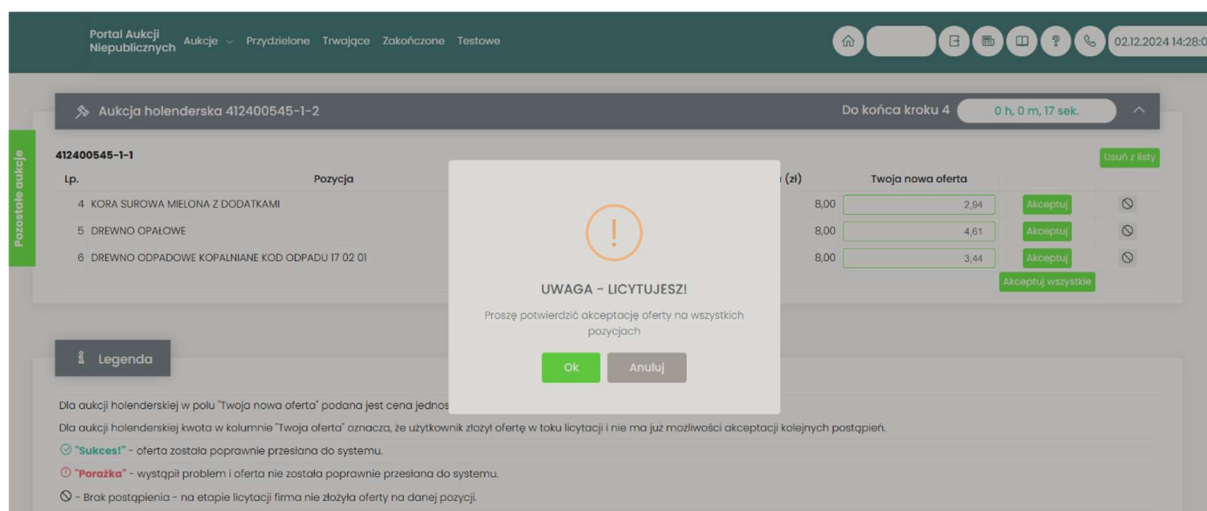 Portal Aukcji
Niepublicznych
Aukcje Przydzielone Trwające Zakończone Testowe
02.12.2024 14:28:0
Aukcja holenderska 412400545-1-2 Do końca kroku 4 0 h, 0 m, 17 sek.
Pozostałe aukcje
412400545-1-1 Usuń z listy
Lp. Pozycja (zł) Twoja nowa oferta
4 KORA SUROWA MIELONA Z DODATKAMI 8,00 2,94 Akceptuj
5 DREWNO OPAŁOWE 8,00 4,61 Akceptuj
6 DREWNO ODPADOWE KOPALNIANE KOD ODPADU 17 02 01 8,00 3,44 Akceptuj
Akceptuj wszystkie
UWAGA - LICYTUJESZ!
Proszę potwierdzić akceptację oferty na wszystkich
pozycjach
Ok Anuluj
Legenda
Dla aukcji holenderskiej w polu "Twoja nowa oferta" podana jest cena jednos
Dla aukcji holenderskiej kwota w kolumnie "Twoja oferta" oznacza, że użytkownik złożył ofertę w toku licytacji i nie ma już możliwości akceptacji kolejnych postąpień.
"Sukces!" - oferta została poprawnie przesłana do systemu.
"Porażka" - wystąpił problem i oferta nie została poprawnie przesłana do systemu.
- Brak postąpienia - na etapie licytacji firma nie złożyła oferty na danej pozycji.